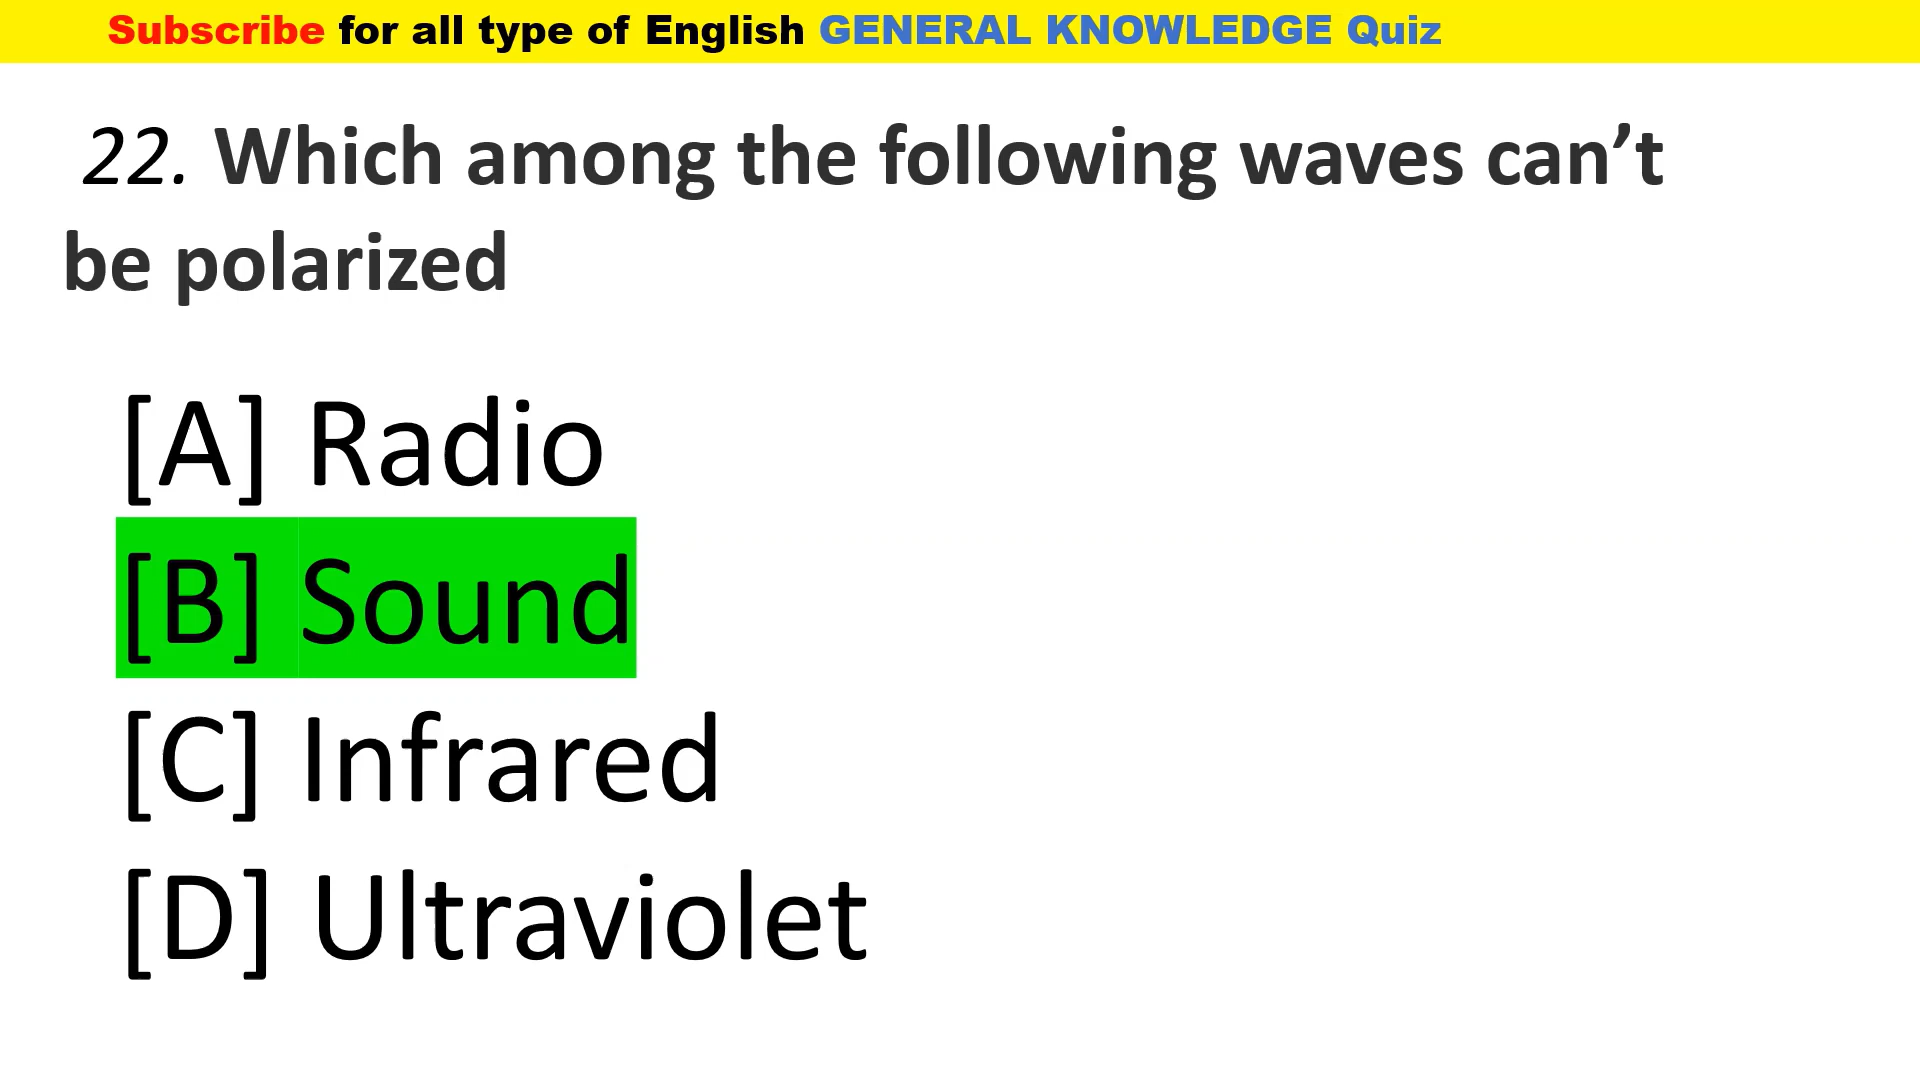 Subscribe for all type of English GENERAL KNOWLEDGE Quiz
22. Which among the following waves can’t
be polarized
[A] Radio
[B] Sound
[C] Infrared
[D] Ultraviolet